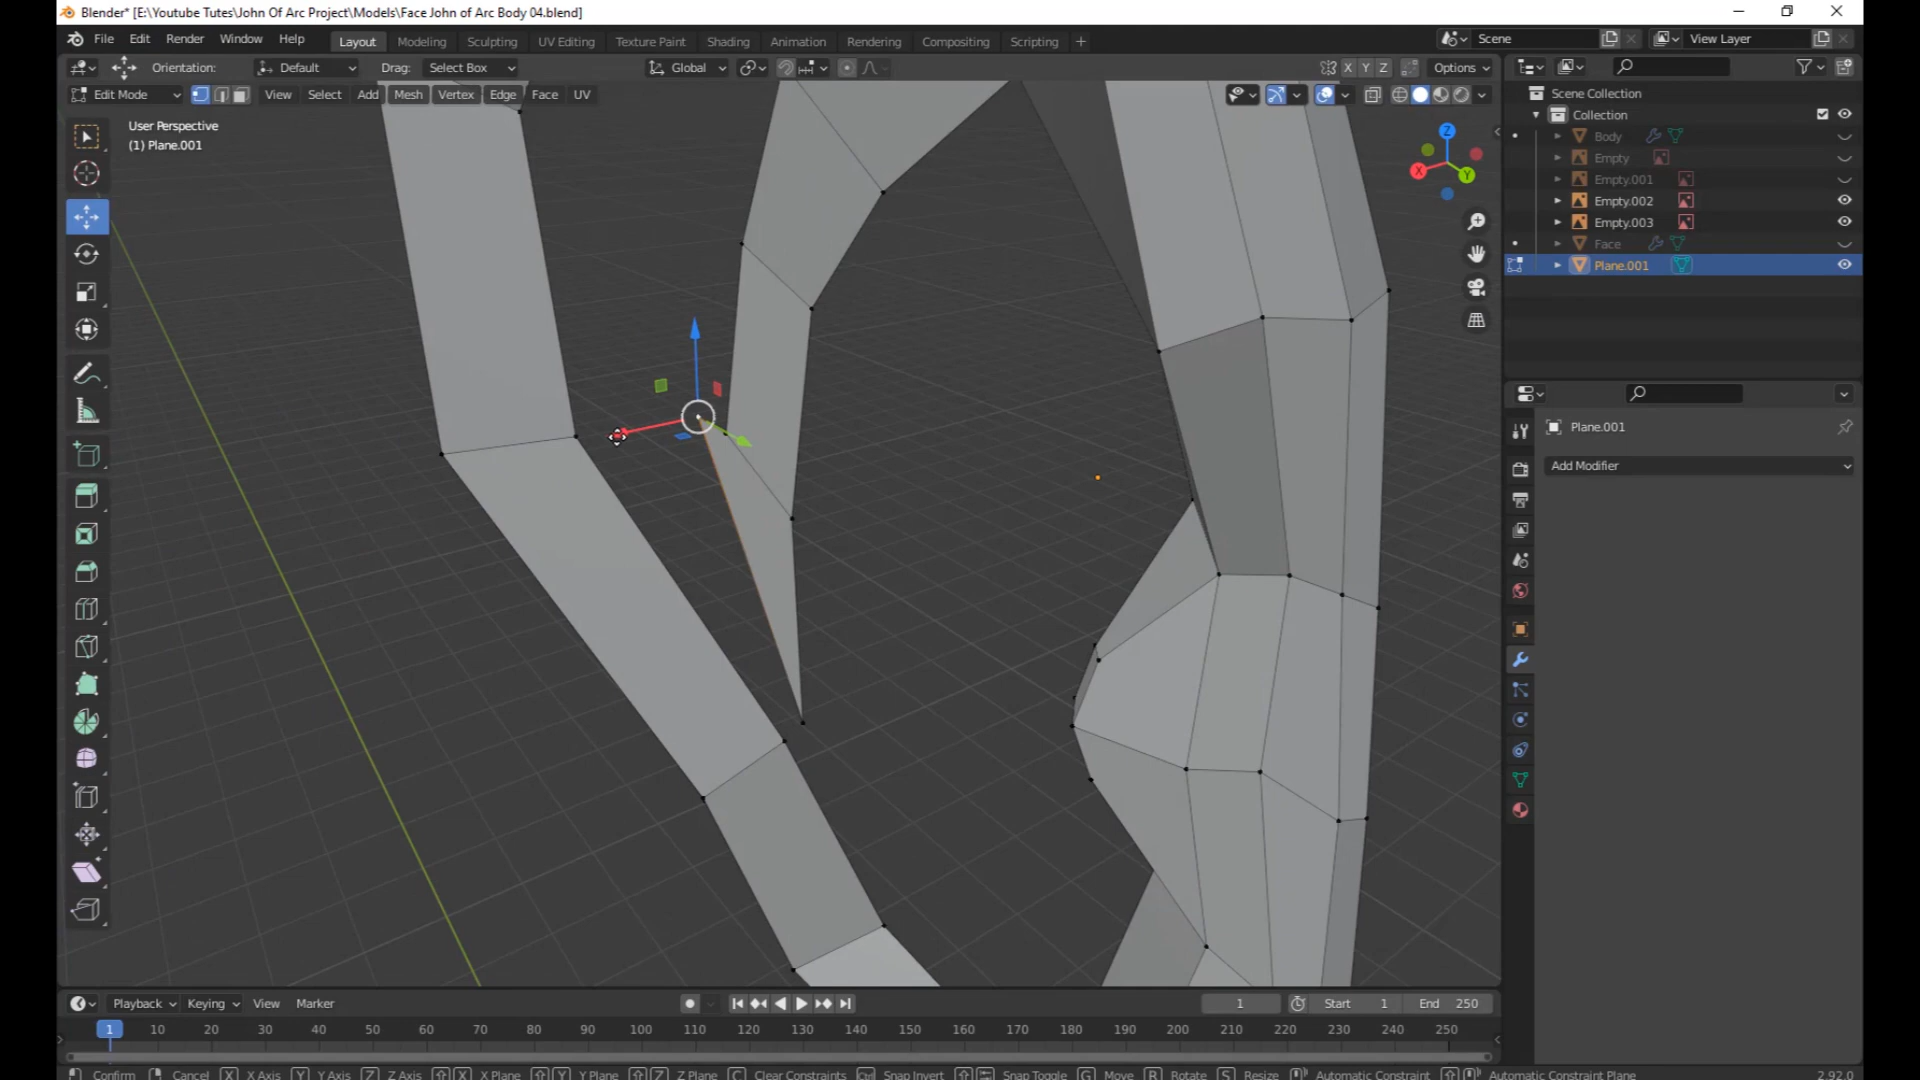 Blender* [E:\Youtube Tutes\John Of Arc Project\Models\Face John of Arc Body 04.blend]
File Edit Render Window Help Layout Modeling Sculpting UV Editing Texture Paint Shading Animation Rendering Compositing Scripting + Scene View Layer
Orientation: Default Drag: Select Box Global X Y Z Options
Edit Mode View Select Add Mesh Vertex Edge Face UV
Scene Collection
Collection
Body
Empty
Empty.001
Empty.002
Empty.003
Face
Plane.001
User Perspective
(1) Plane.001
Z
X
Y
Plane.001
Add Modifier
Playback Keying View Marker 1 Start 1 End 250
1 10 20 30 40 50 60 70 80 90 100 110 120 130 140 150 160 170 180 190 200 210 220 230 240 250
Confirm Cancel X X Axis Y Y Axis Z Z Axis X X Plane Y Y Plane Z Z Plane C Clear Constraints Ctrl Snap Invert Snap Toggle G Move R Rotate S Resize Automatic Constraint Automatic Constraint Plane 2.92.0